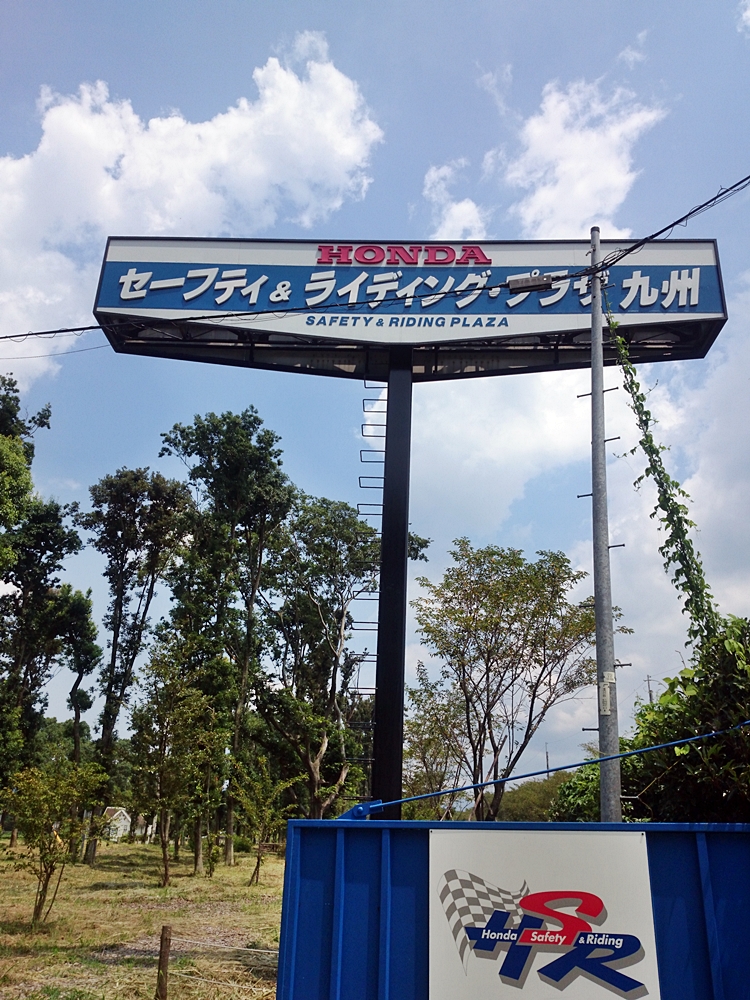 HONDA
セーフティ&ライディング・プラザ 九州
SAFETY & RIDING PLAZA
HSR
Honda Safety & Riding